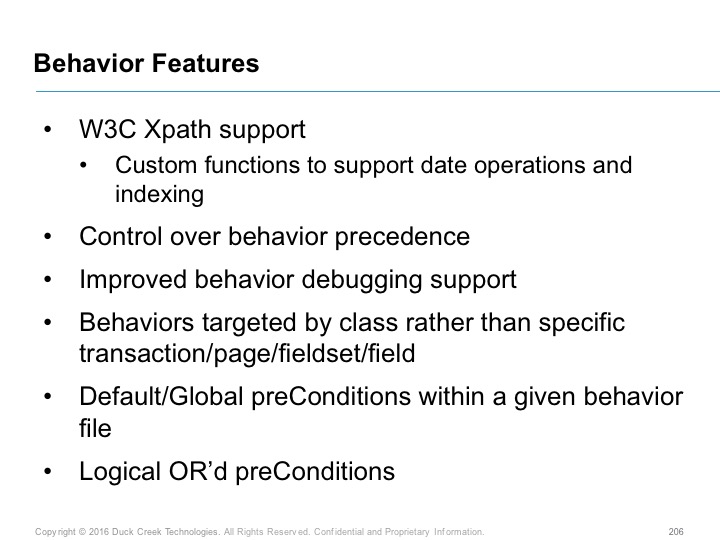 Behavior Features
• W3C Xpath support
• Custom functions to support date operations and
indexing
• Control over behavior precedence
• Improved behavior debugging support
• Behaviors targeted by class rather than specific
transaction/page/fieldset/field
• Default/Global preConditions within a given behavior
file
• Logical OR’d preConditions
Copyright © 2016 Duck Creek Technologies. All Rights Reserved. Confidential and Proprietary Information. 206